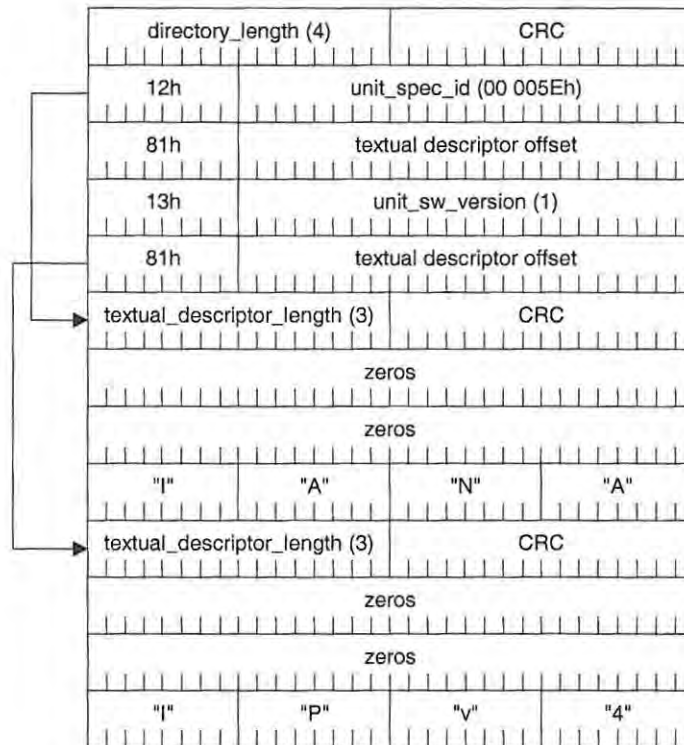 directory_length (4) CRC
12h unit_spec_id (00 005Eh)
81h textual descriptor offset
13h unit_sw_version (1)
81h textual descriptor offset
textual_descriptor_length (3) CRC
zeros
zeros
"I" "A" "N" "A"
textual_descriptor_length (3) CRC
zeros
zeros
"I" "P" "v" "4"